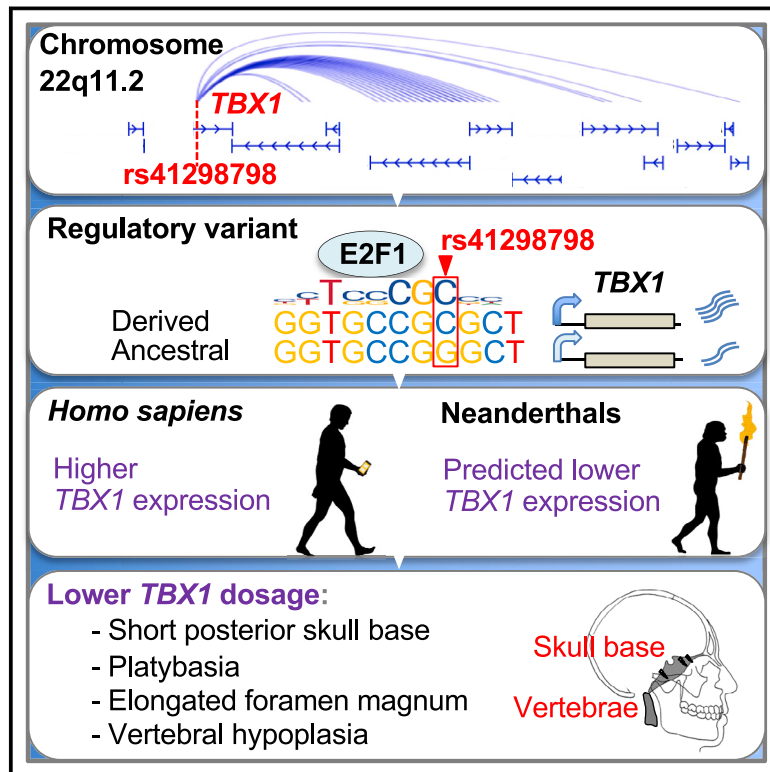 Chromosome
22q11.2
TBX1
rs41298798
Regulatory variant
rs41298798
E2F1
TBX1
Derived
GGTGCCGCGCT
Ancestral
GGTGCCGGGCT
Homo sapiens
Neanderthals
Higher
TBX1 expression
Predicted lower
TBX1 expression
Lower TBX1 dosage:
- Short posterior skull base
- Platybasia
- Elongated foramen magnum
- Vertebral hypoplasia
Skull base
Vertebrae